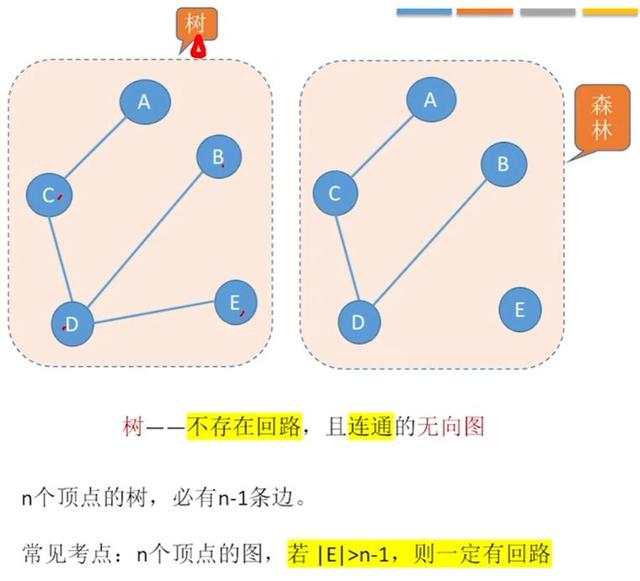 树
A
B
C
D
E
森
林
A
B
C
D
E
树——不存在回路，且连通的无向图
n个顶点的树，必有n-1条边。
常见考点：n个顶点的图，若 |E|>n-1，则一定有回路